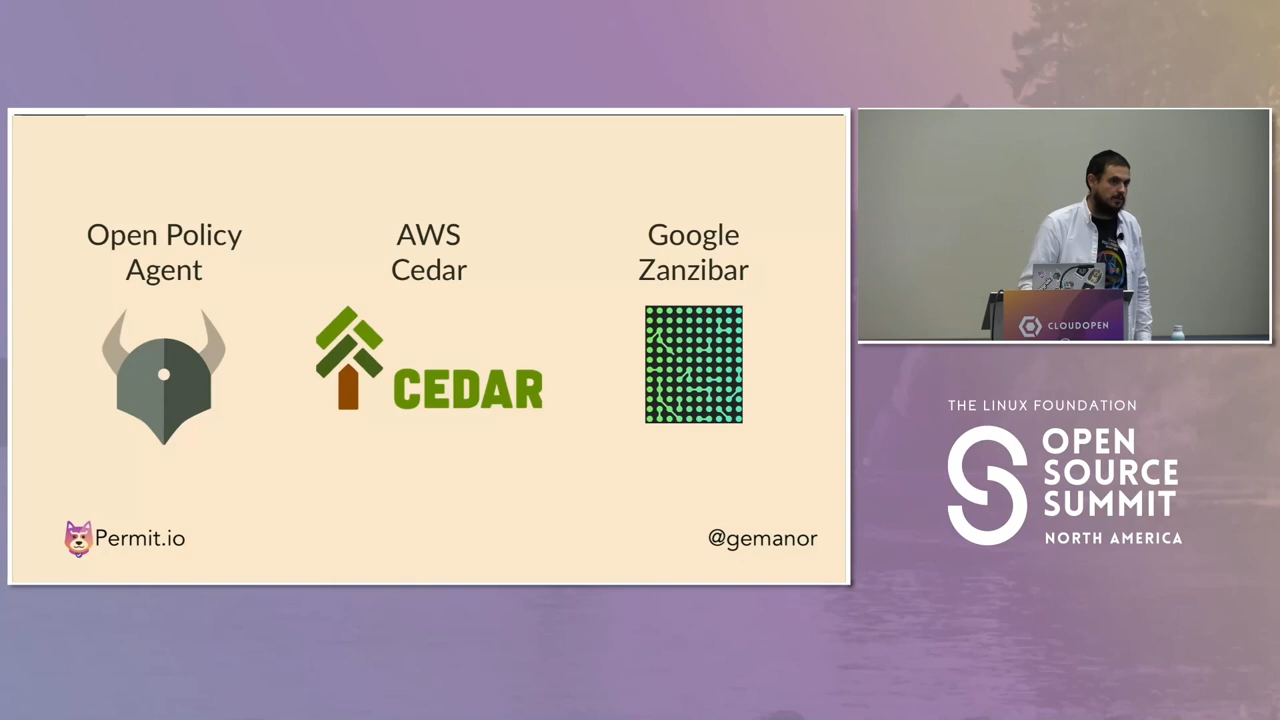 Open Policy
Agent
AWS
Cedar
Google
Zanzibar
CEDAR
Permit.io
@gemanor
CLOUDOPEN
THE LINUX FOUNDATION
OPEN
SOURCE
SUMMIT
NORTH AMERICA